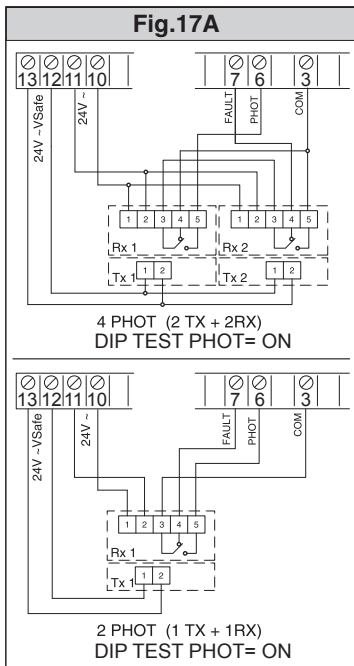 Fig.17A
13 12 11 10 7 6 3
24V ~VSafe 24V ~ FAULT PHOT COM
1 2 3 4 5 1 2 3 4 5
Rx 1 Rx 2
Tx 1 1 2 Tx 2 1 2
4 PHOT (2 TX + 2RX)
DIP TEST PHOT= ON
13 12 11 10 7 6 3
24V ~VSafe 24V ~ FAULT PHOT COM
1 2 3 4 5
Rx 1
Tx 1 1 2
2 PHOT (1 TX + 1RX)
DIP TEST PHOT= ON